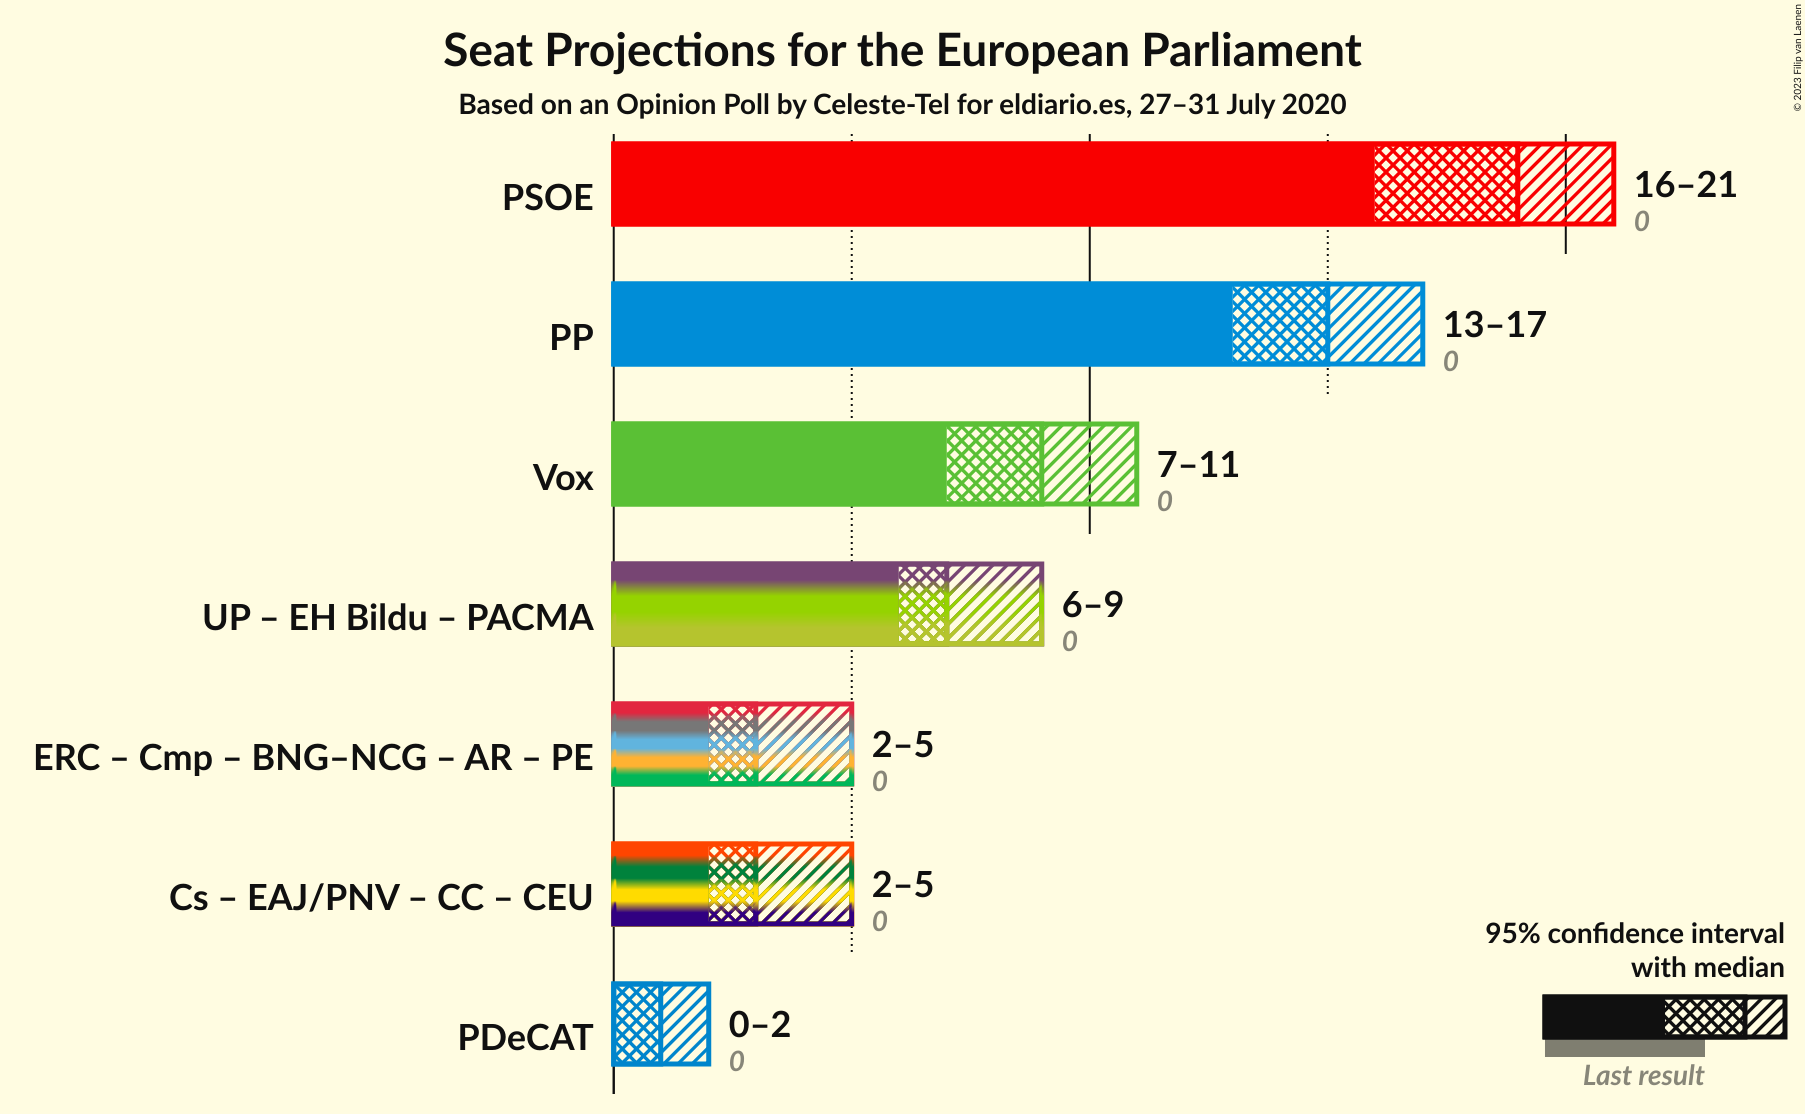 Seat Projections for the European Parliament
Based on an Opinion Poll by Celeste-Tel for eldiario.es, 27–31 July 2020
© 2023 Filip van Laenen
PSOE
16–21
0
PP
13–17
0
Vox
7–11
0
UP – EH Bildu – PACMA
6–9
0
ERC – Cmp – BNG–NCG – AR – PE
2–5
0
Cs – EAJ/PNV – CC – CEU
2–5
0
PDeCAT
0–2
0
95% confidence interval
with median
Last result